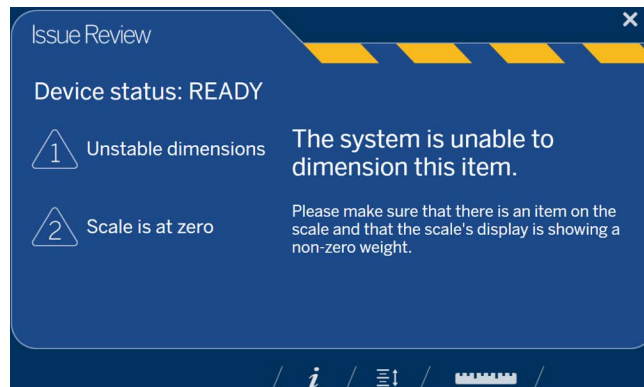 Issue Review
Device status: READY
1 Unstable dimensions
2 Scale is at zero
The system is unable to
dimension this item.
Please make sure that there is an item on the
scale and that the scale's display is showing a
non-zero weight.
i